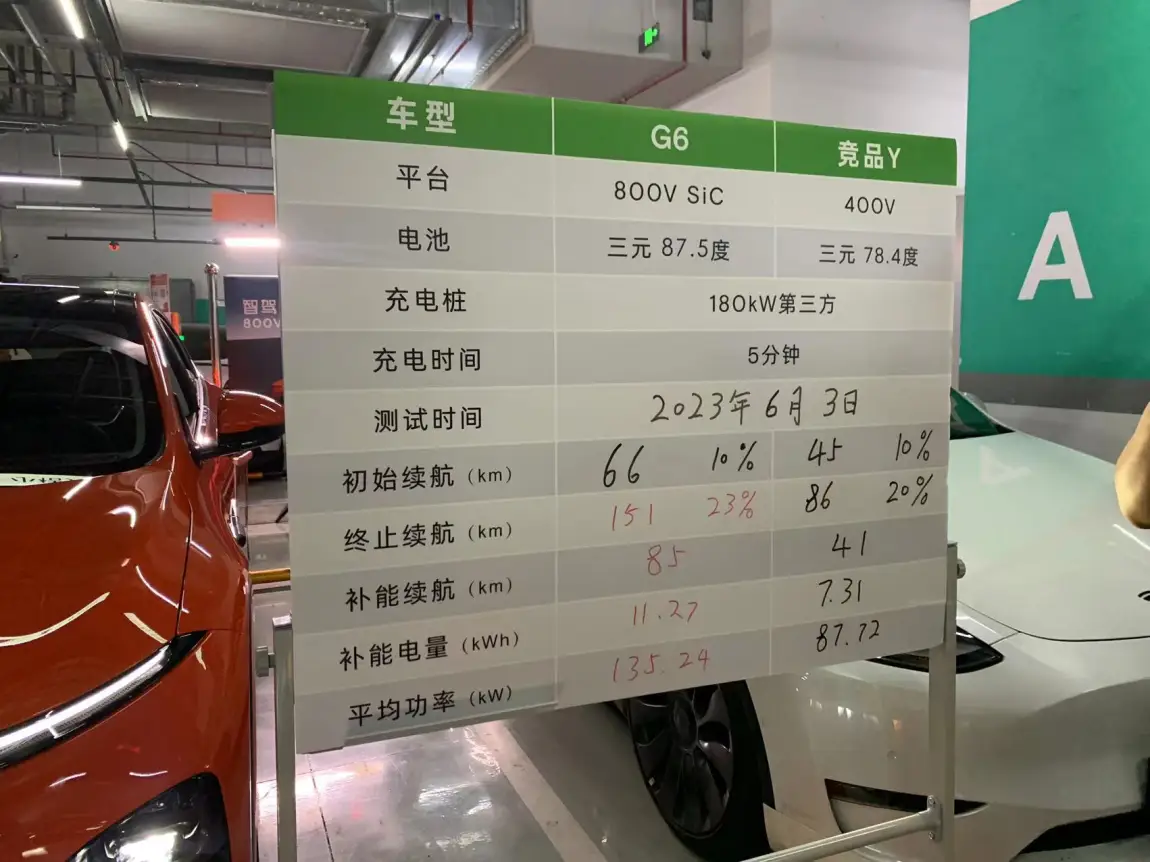 车型 G6 竞品Y
平台 800V SiC 400V
电池 三元 87.5度 三元 78.4度
充电桩 180kW第三方
充电时间 5分钟
测试时间 2023年6月3日
初始续航 (km) 66 10% 45 10%
终止续航 (km) 151 23% 86 20%
补能续航 (km) 85 41
补能电量 (kWh) 11.27 7.31
平均功率 (kW) 135.24 87.72
智驾
800V
A